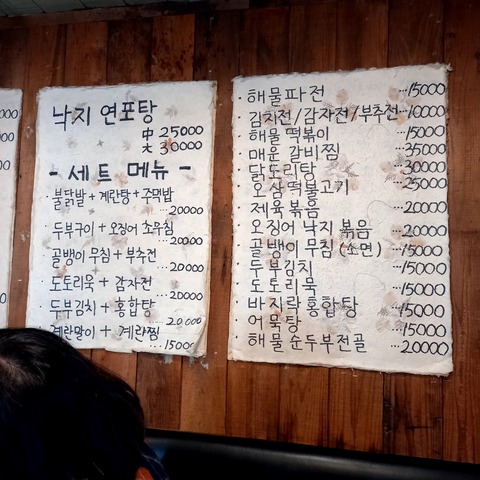 낙지 연포탕
中 25000
大 30000
- 세트 메뉴 -
불닭발 + 계란탕 + 주먹밥
...20000
두부구이 + 오징어 초무침
...20000
골뱅이 무침 + 부추전
...20000
도토리묵 + 감자전
...20000
두부김치 + 홍합탕
20000
계란말이 + 계란찜
...15000
해물파전 ...15000
김치전/감자전/부추전...10000
해물 떡볶이 ...15000
매운 갈비찜 ...35000
닭도리탕 ...30000
오삼떡불고기 ...25000
제육볶음 ...20000
오징어 낙지 볶음 ...20000
골뱅이 무침 (소면) ...15000
두부김치 ...15000
도토리묵 ...15000
바지락홍합탕 ...15000
어묵탕 ...15000
해물순두부전골 ...20000